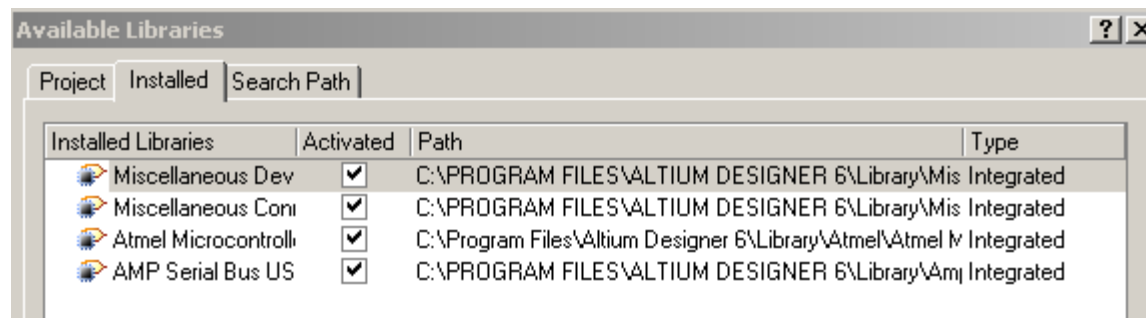 Available Libraries ? X
Project Installed Search Path
Installed Libraries Activated Path Type
Miscellaneous Dev C:\PROGRAM FILES\ALTIUM DESIGNER 6\Library\Mis Integrated
Miscellaneous Con C:\PROGRAM FILES\ALTIUM DESIGNER 6\Library\Mis Integrated
Atmel Microcontroll C:\Program Files\Altium Designer 6\Library\Atmel\Atmel M Integrated
AMP Serial Bus US C:\PROGRAM FILES\ALTIUM DESIGNER 6\Library\Am Integrated